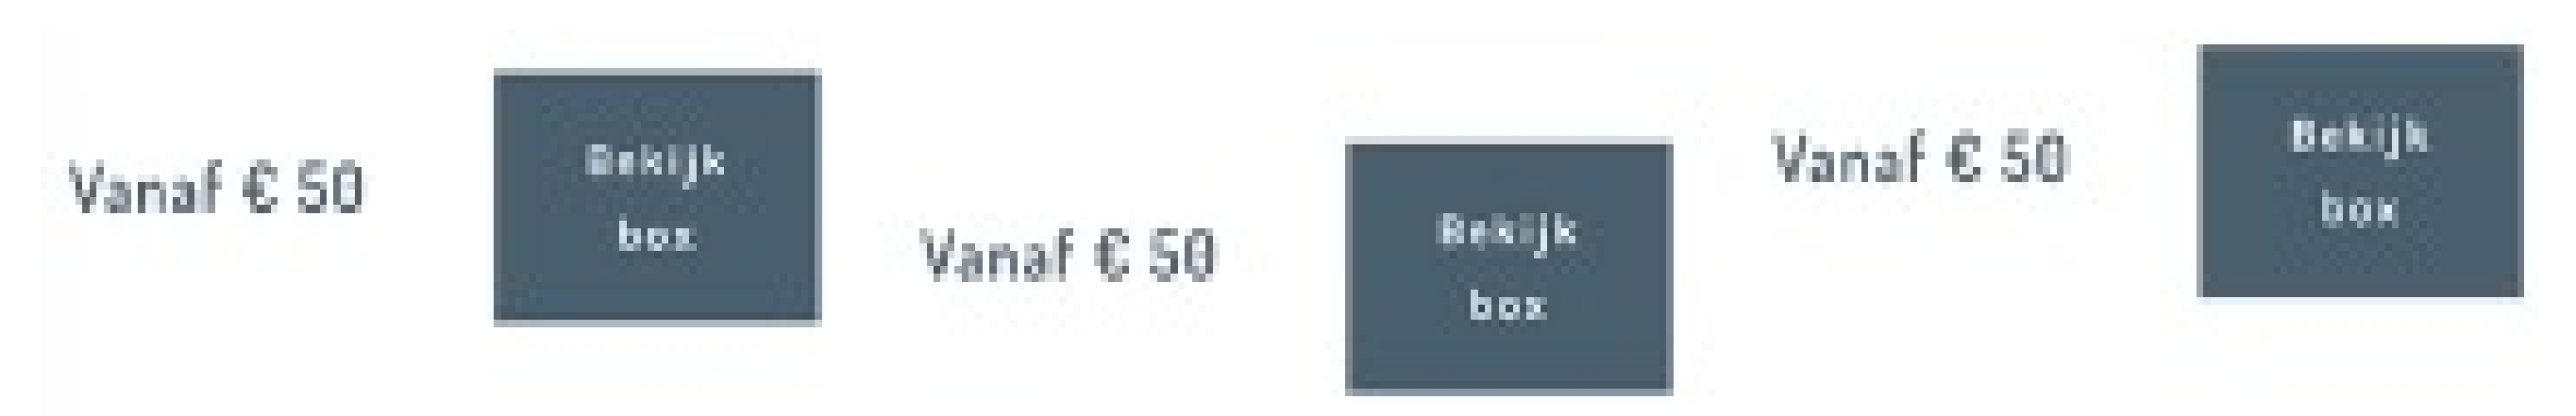 Vanaf € 50
Bekijk
box
Vanaf € 50
Bekijk
box
Vanaf € 50
Bekijk
box